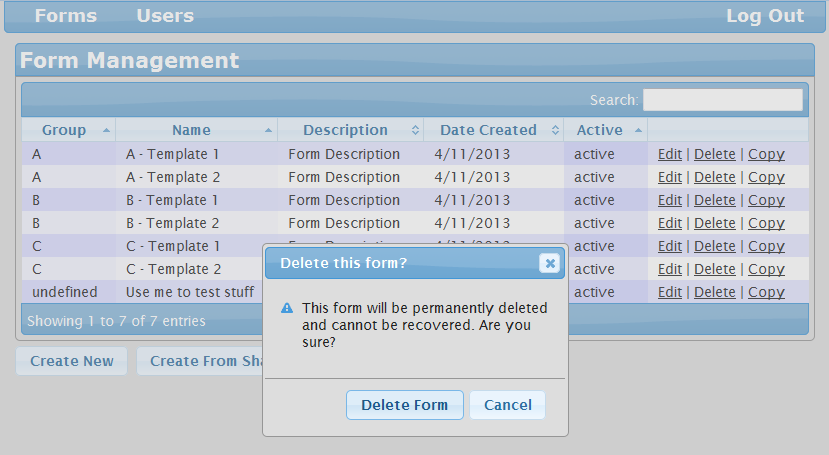 Forms Users Log Out
Form Management
Search:
Group Name Description Date Created Active
A A - Template 1 Form Description 4/11/2013 active Edit | Delete | Copy
A A - Template 2 Form Description 4/11/2013 active Edit | Delete | Copy
B B - Template 1 Form Description 4/11/2013 active Edit | Delete | Copy
B B - Template 2 Form Description 4/11/2013 active Edit | Delete | Copy
C C - Template 1 active Edit | Delete | Copy
C C - Template 2 active Edit | Delete | Copy
undefined Use me to test stuff active Edit | Delete | Copy
Showing 1 to 7 of 7 entries
Create New Create From Sha
Delete this form?
This form will be permanently deleted
and cannot be recovered. Are you
sure?
Delete Form Cancel